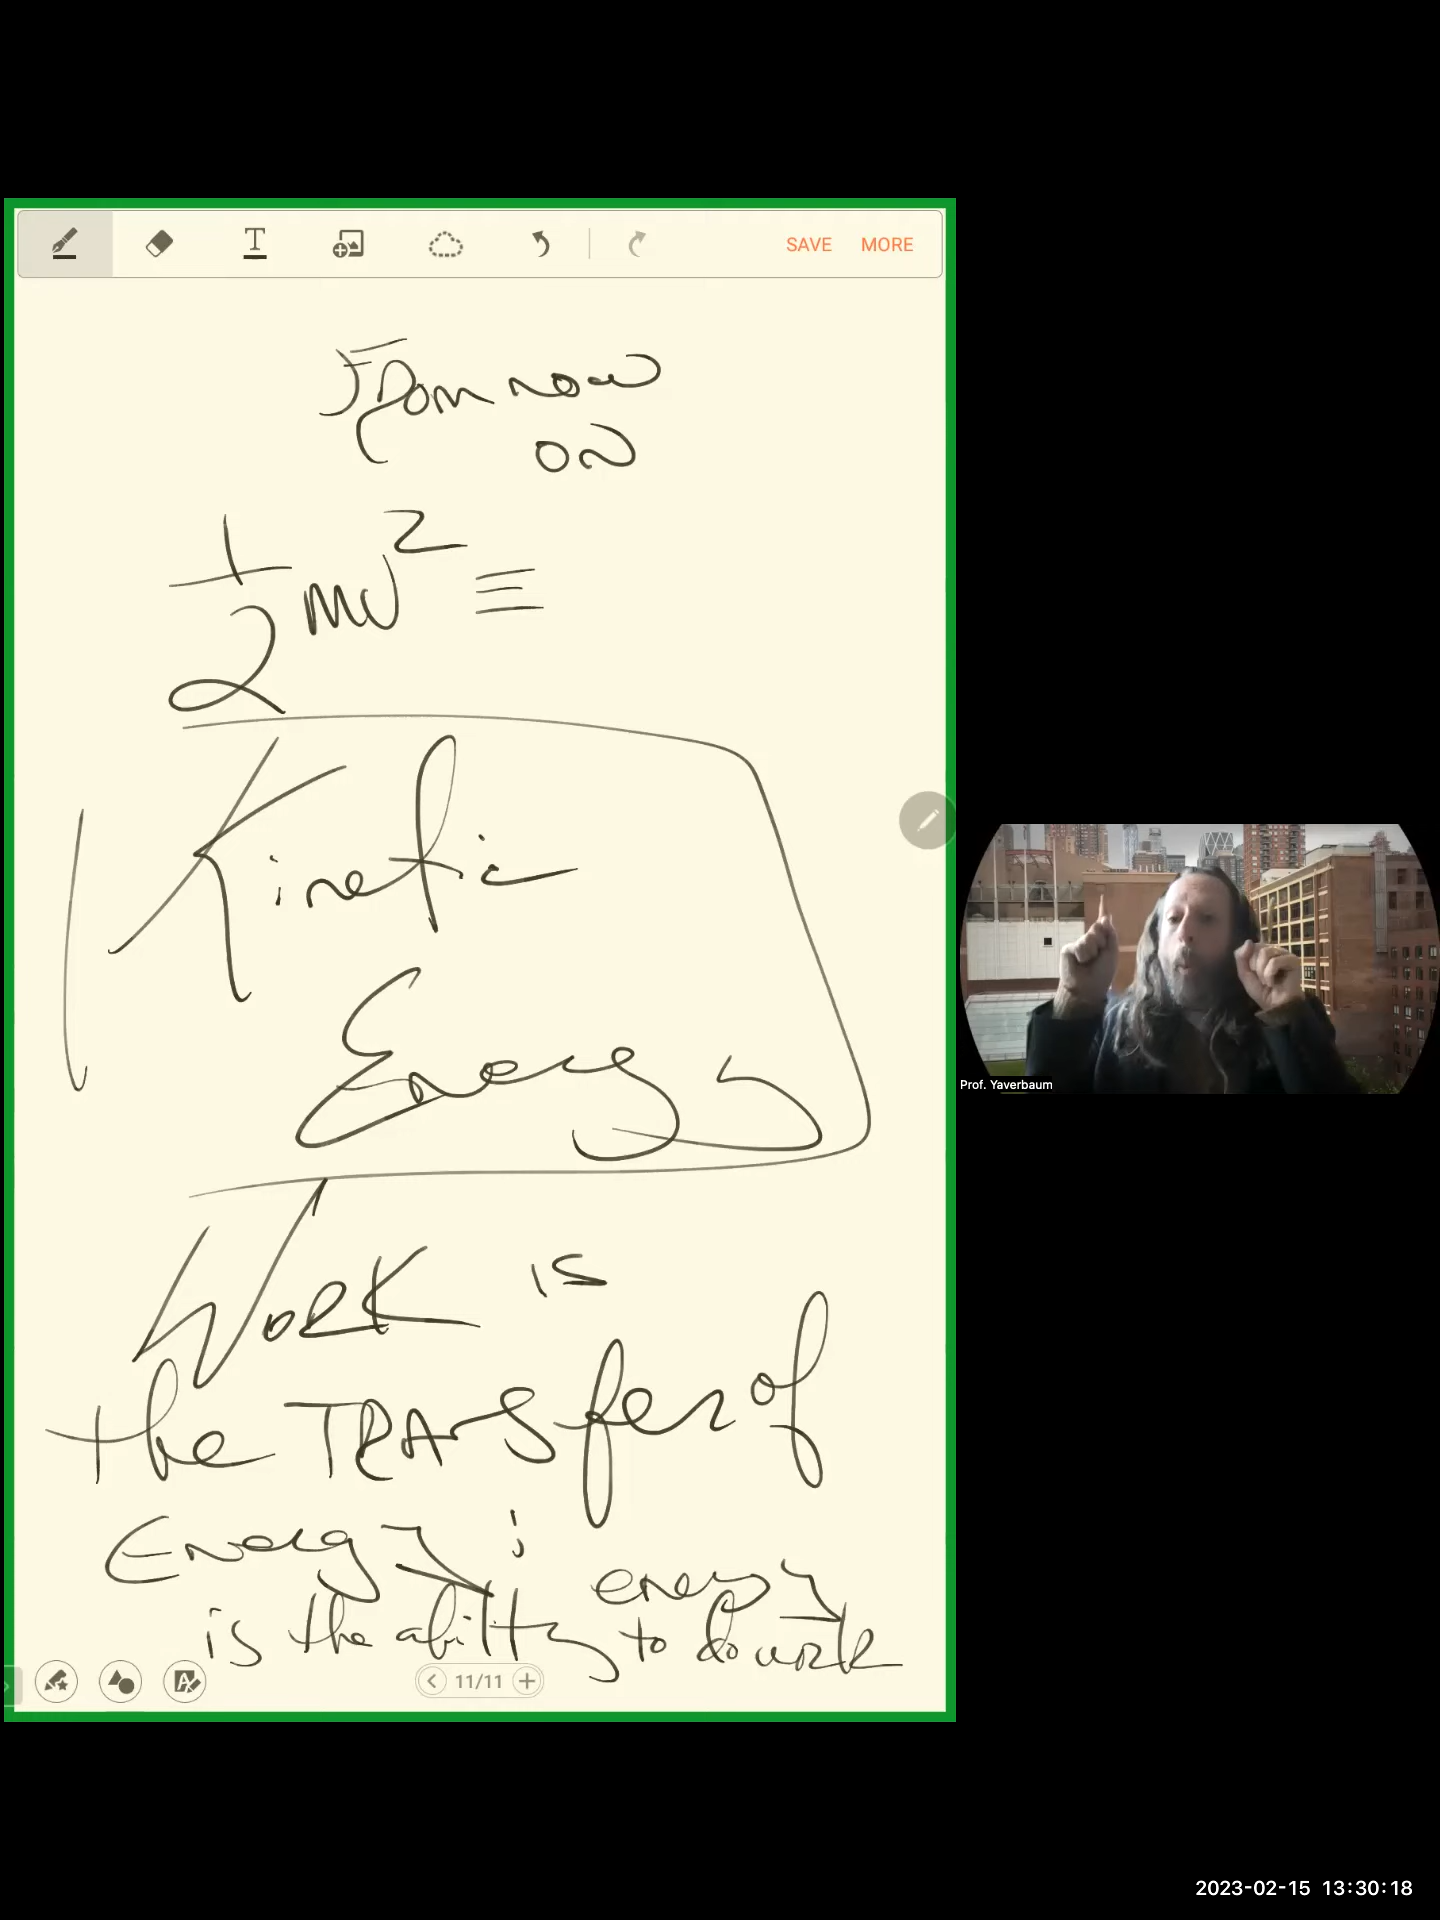 SAVE MORE
From now
on
1/2 mv² ≡
Kinetic
Energy
WORK is
the TRANSfer of
Energy; energy
is the ability to do work
11/11
Prof. Yaverbaum
2023-02-15 13:30:18